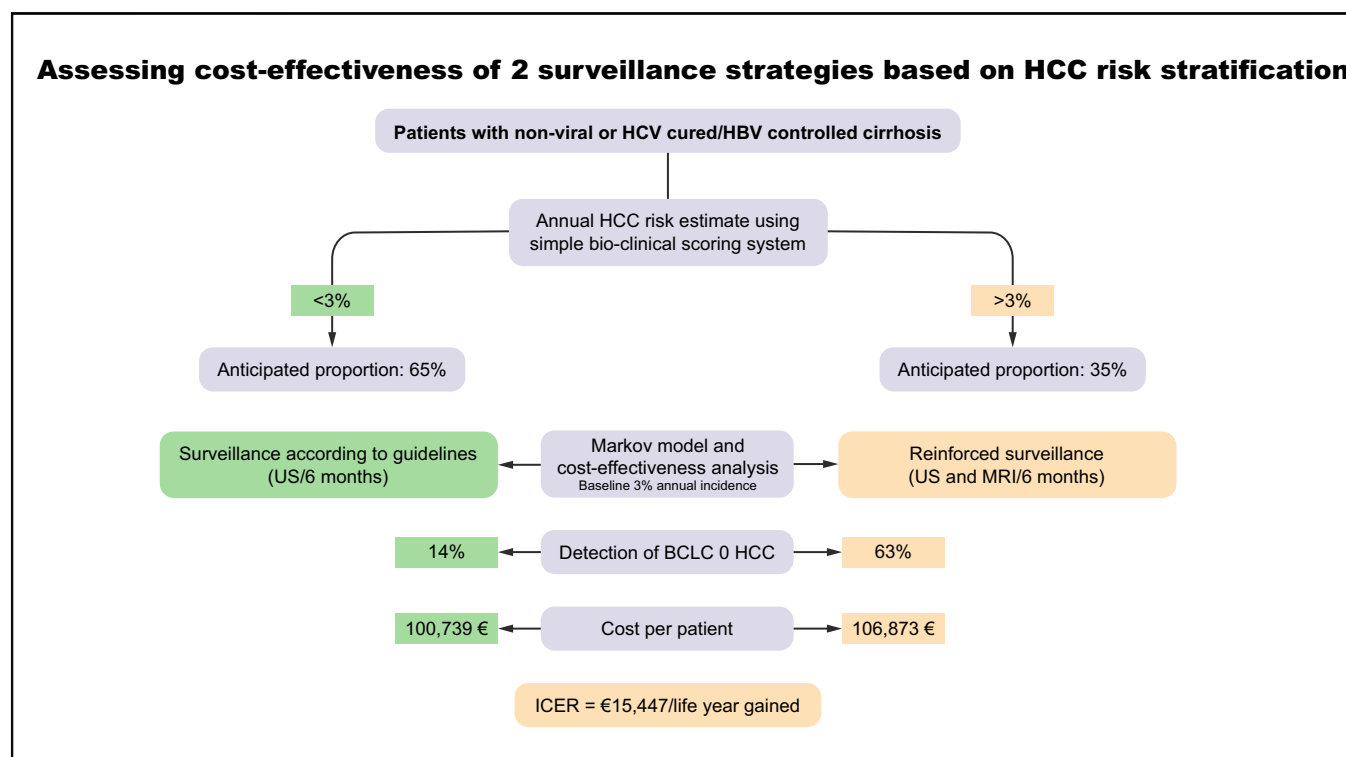 Assessing cost-effectiveness of 2 surveillance strategies based on HCC risk stratification
Patients with non-viral or HCV cured/HBV controlled cirrhosis
Annual HCC risk estimate using
simple bio-clinical scoring system
<3%
>3%
Anticipated proportion: 65%
Anticipated proportion: 35%
Surveillance according to guidelines
(US/6 months)
Markov model and
cost-effectiveness analysis
Baseline 3% annual incidence
Reinforced surveillance
(US and MRI/6 months)
14%
Detection of BCLC 0 HCC
63%
100,739 €
Cost per patient
106,873 €
ICER = €15,447/life year gained